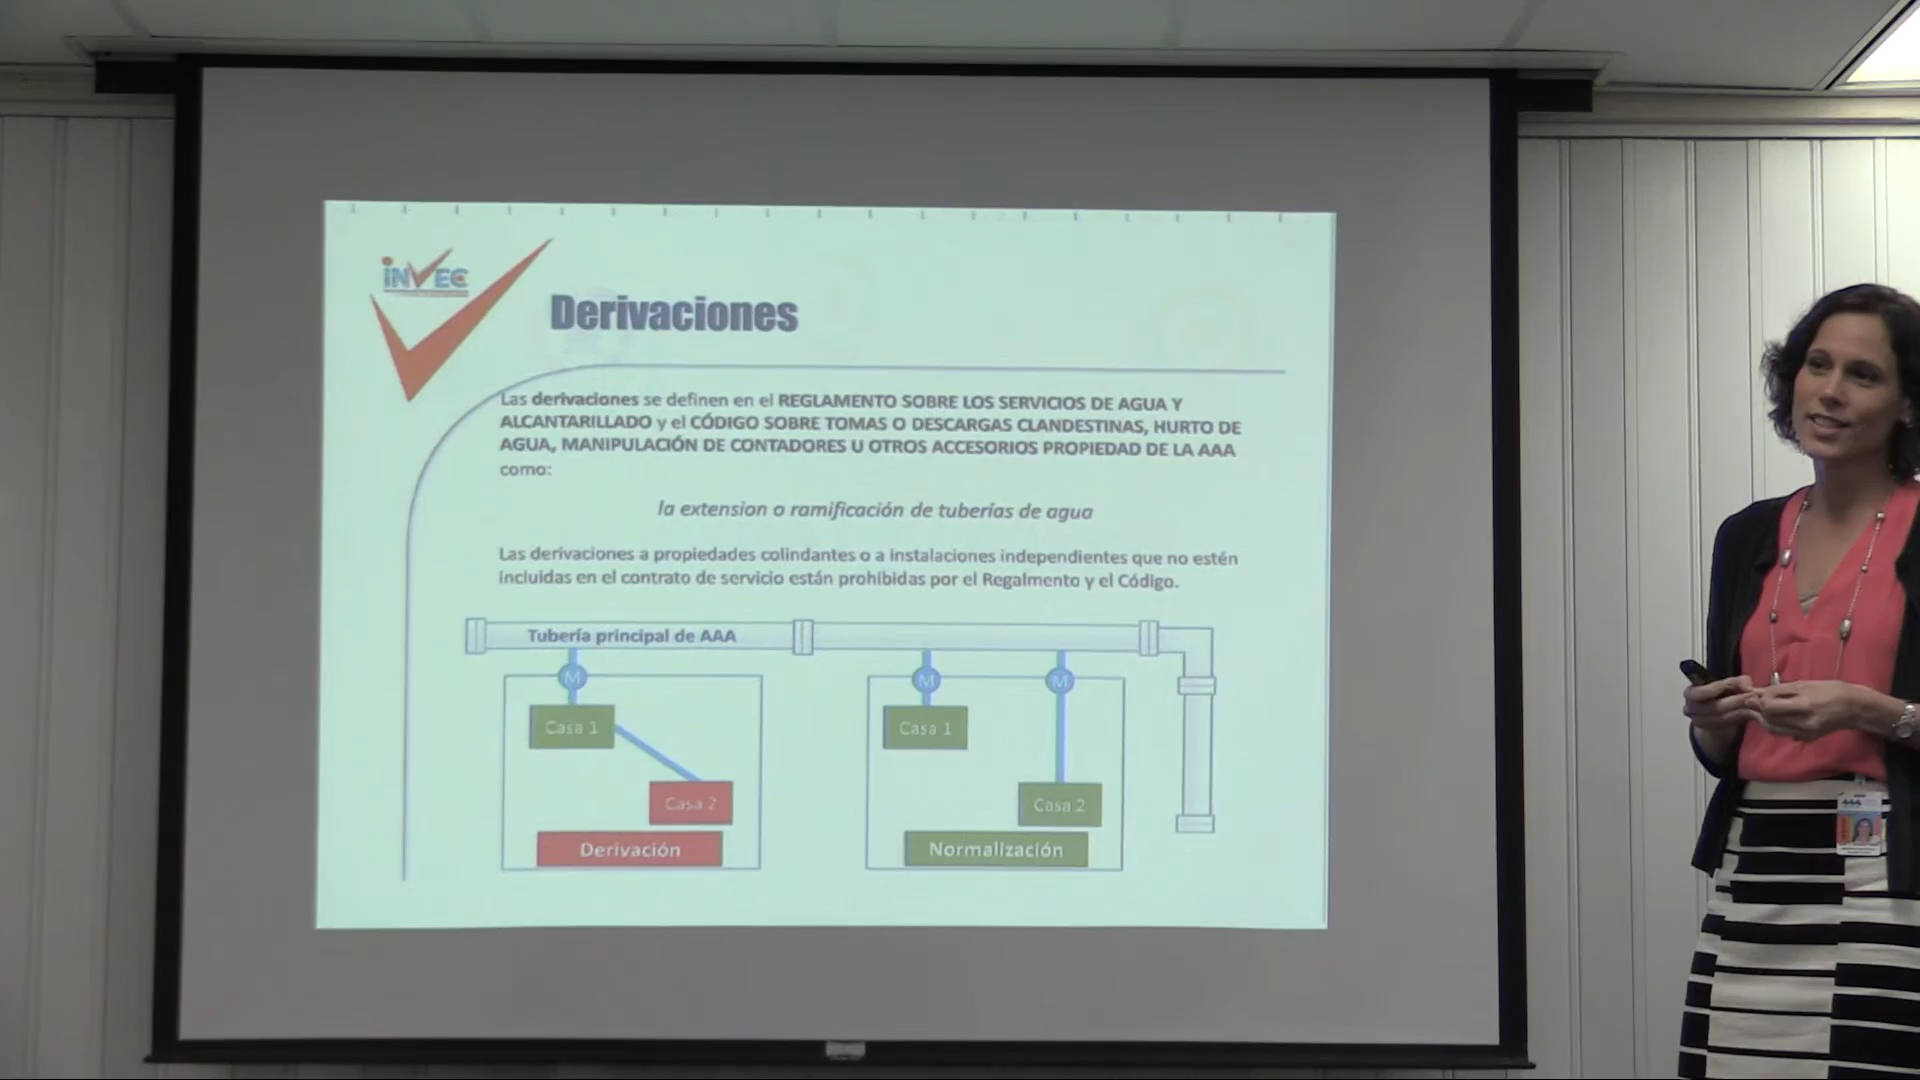 iNVEC
Derivaciones
Las derivaciones se definen en el REGLAMENTO SOBRE LOS SERVICIOS DE AGUA Y
ALCANTARILLADO y el CÓDIGO SOBRE TOMAS O DESCARGAS CLANDESTINAS, HURTO DE
AGUA, MANIPULACIÓN DE CONTADORES U OTROS ACCESORIOS PROPIEDAD DE LA AAA
como:
la extension o ramificación de tuberías de agua
Las derivaciones a propiedades colindantes o a instalaciones independientes que no estén
incluidas en el contrato de servicio están prohibidas por el Regalmento y el Código.
Tubería principal de AAA
M
Casa 1
Casa 2
Derivación
M
M
Casa 1
Casa 2
Normalización
AAA